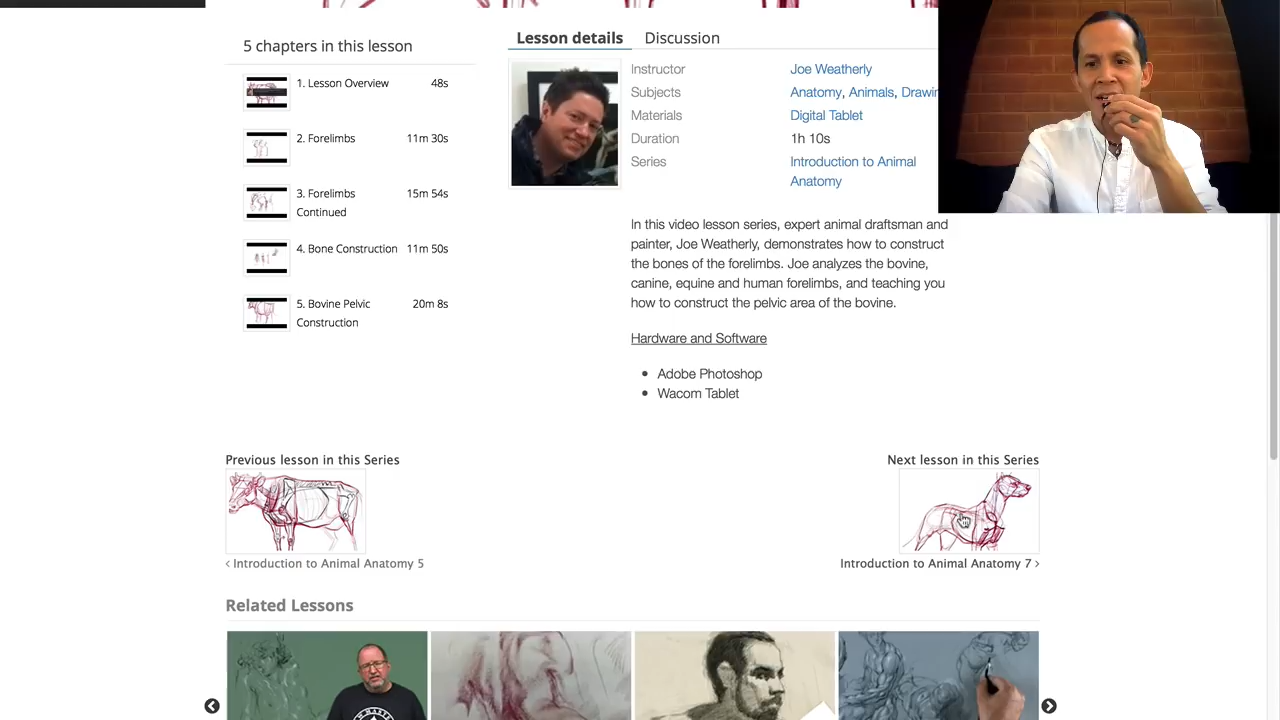 5 chapters in this lesson
1. Lesson Overview 48s
2. Forelimbs 11m 30s
3. Forelimbs 15m 54s
Continued
4. Bone Construction 11m 50s
5. Bovine Pelvic 20m 8s
Construction
Lesson details Discussion
Instructor Joe Weatherly
Subjects Anatomy, Animals, Drawin
Materials Digital Tablet
Duration 1h 10s
Series Introduction to Animal
Anatomy
In this video lesson series, expert animal draftsman and
painter, Joe Weatherly, demonstrates how to construct
the bones of the forelimbs. Joe analyzes the bovine,
canine, equine and human forelimbs, and teaching you
how to construct the pelvic area of the bovine.
Hardware and Software
• Adobe Photoshop
• Wacom Tablet
Previous lesson in this Series
‹ Introduction to Animal Anatomy 5
Next lesson in this Series
Introduction to Animal Anatomy 7 ›
Related Lessons